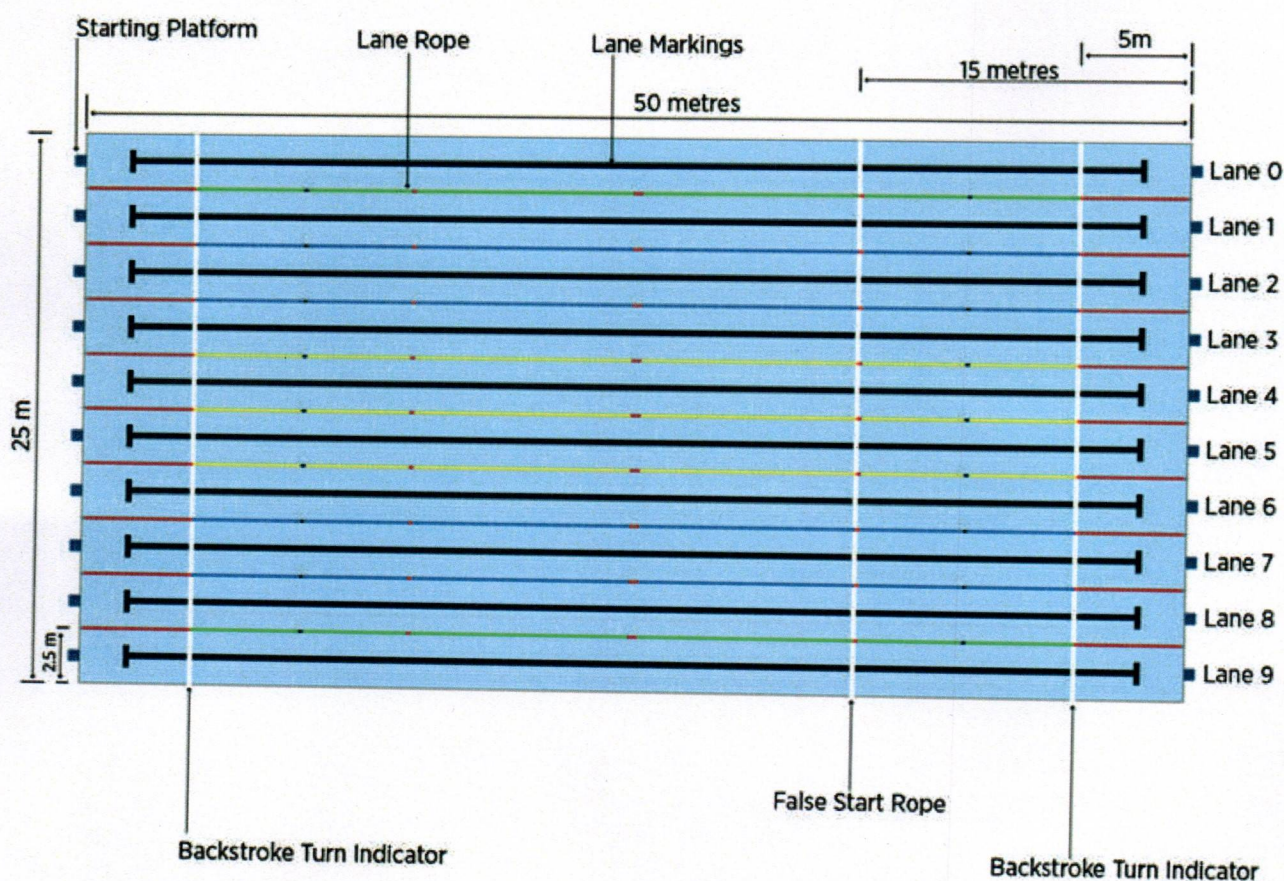 Starting Platform
Lane Rope
Lane Markings
5m
15 metres
50 metres
Lane 0
Lane 1
Lane 2
Lane 3
Lane 4
Lane 5
Lane 6
Lane 7
Lane 8
Lane 9
25 m
2.5 m
False Start Rope
Backstroke Turn Indicator
Backstroke Turn Indicator